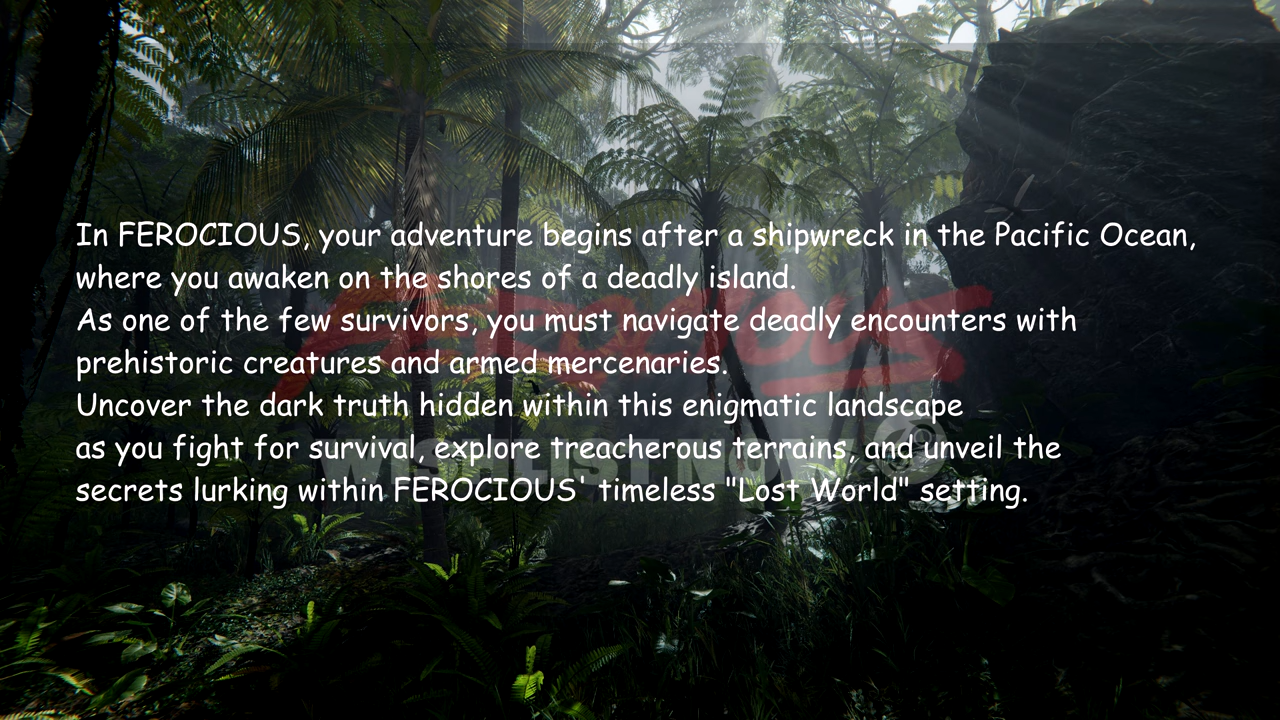 In FEROCIOUS, your adventure begins after a shipwreck in the Pacific Ocean,
where you awaken on the shores of a deadly island.
As one of the few survivors, you must navigate deadly encounters with
prehistoric creatures and armed mercenaries.
Uncover the dark truth hidden within this enigmatic landscape
as you fight for survival, explore treacherous terrains, and unveil the
secrets lurking within FEROCIOUS' timeless "Lost World" setting.
FEROCIOUS
WISHLIST NOW